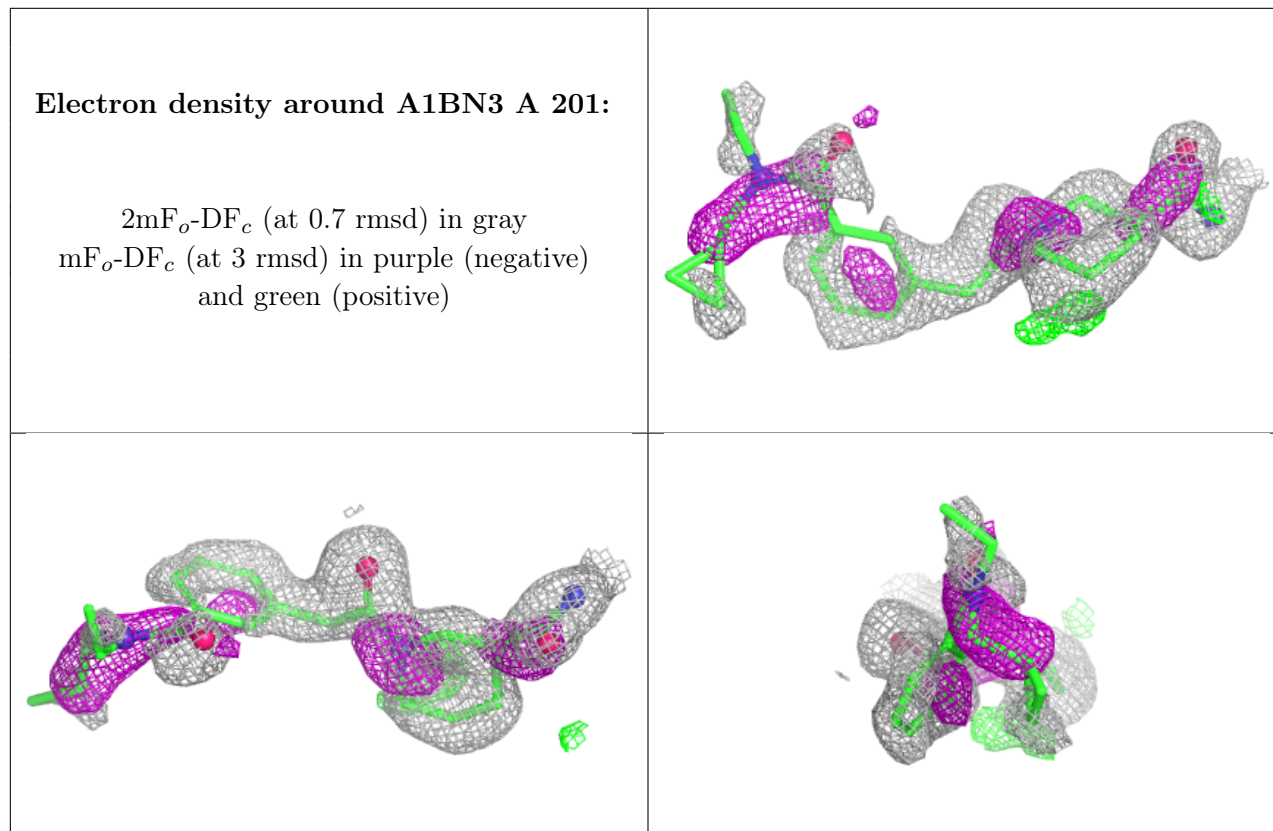 Electron density around A1BN3 A 201:
2mFo-DFc (at 0.7 rmsd) in gray
mFo-DFc (at 3 rmsd) in purple (negative)
and green (positive)